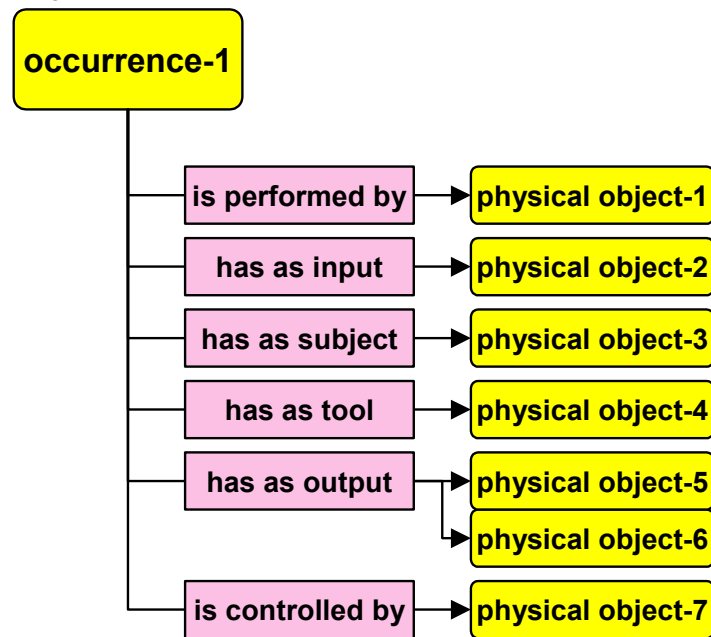 occurrence-1
is performed by physical object-1
has as input physical object-2
has as subject physical object-3
has as tool physical object-4
has as output physical object-5
physical object-6
is controlled by physical object-7